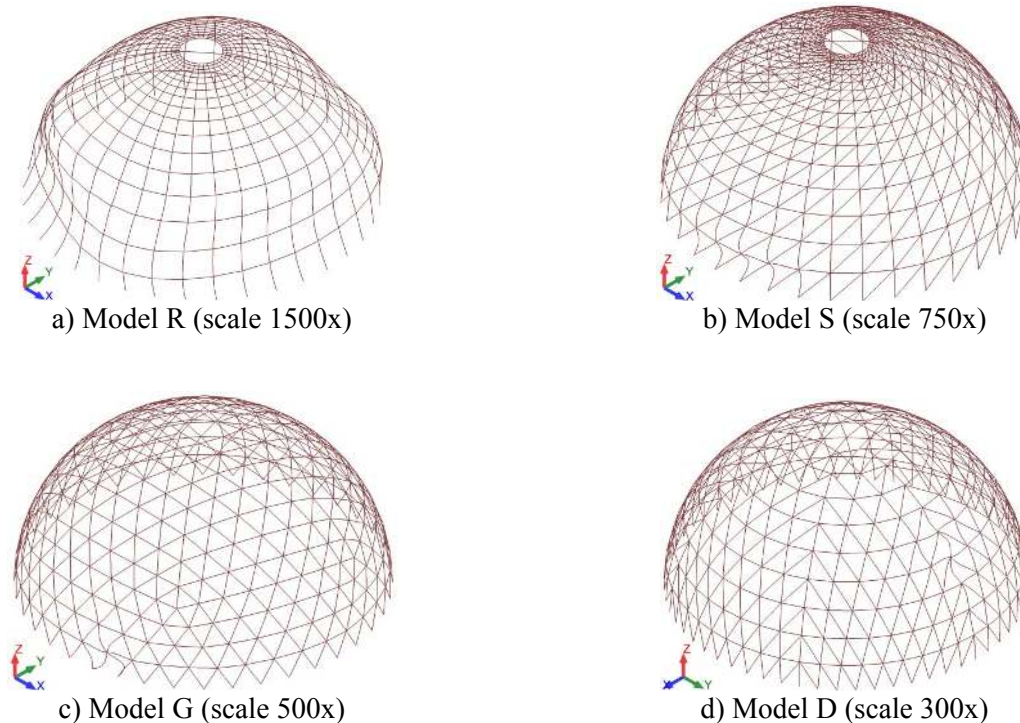 Z
Y
X
a) Model R (scale 1500x)
Z
Y
X
b) Model S (scale 750x)
Z
Y
X
c) Model G (scale 500x)
Z
X
Y
d) Model D (scale 300x)